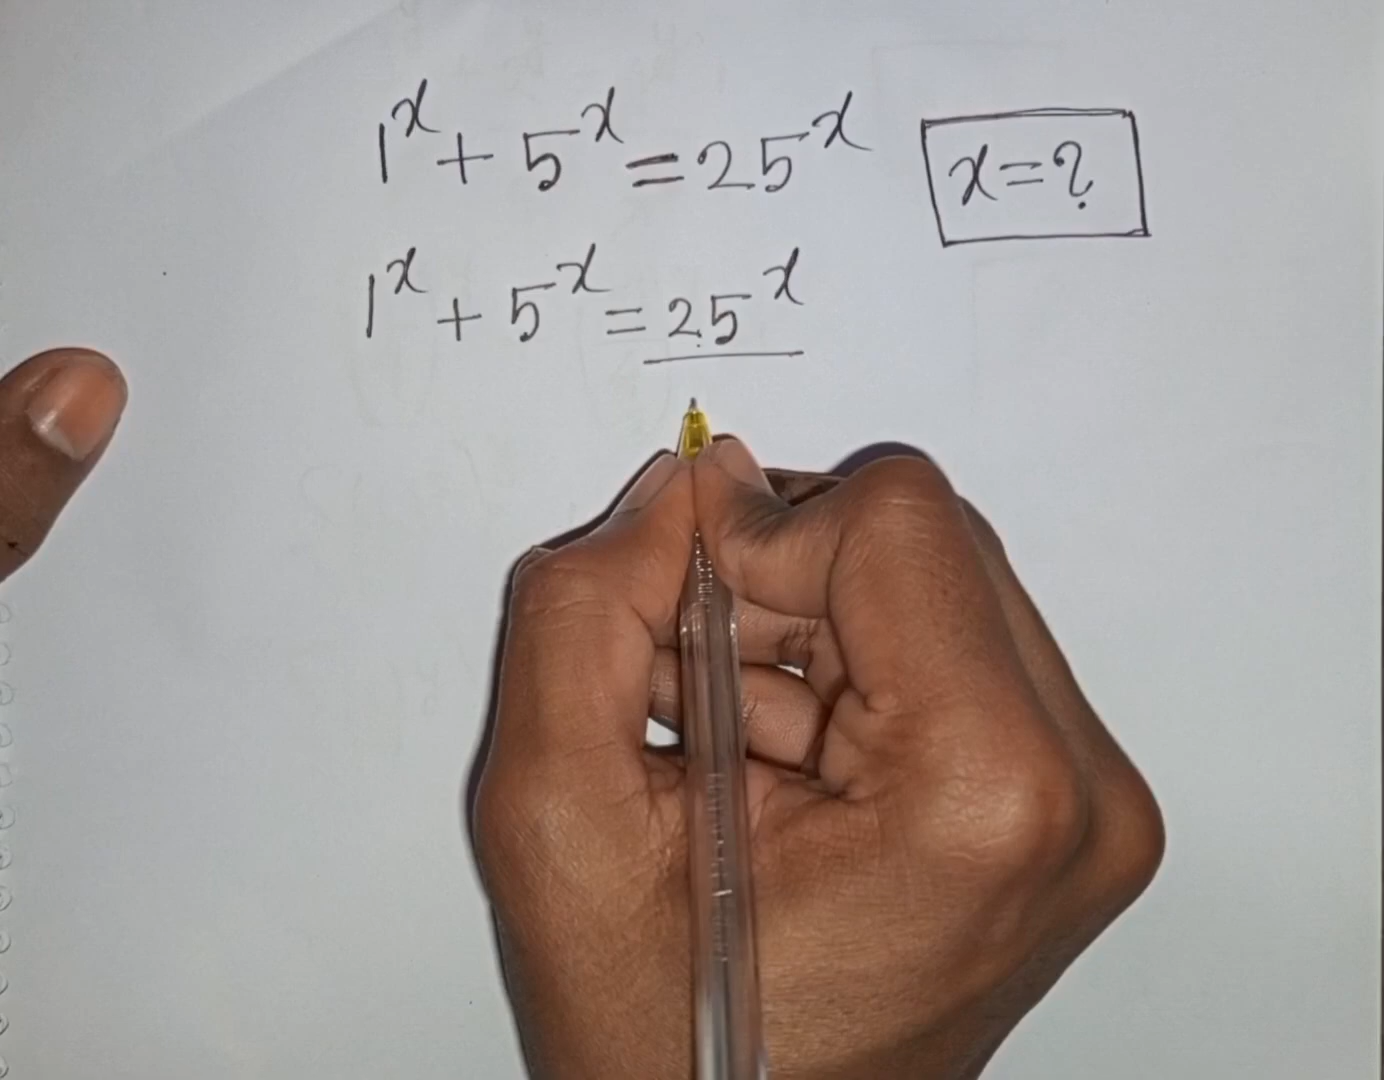 1^x + 5^x = 25^x x = ?
1^x + 5^x = 25^x